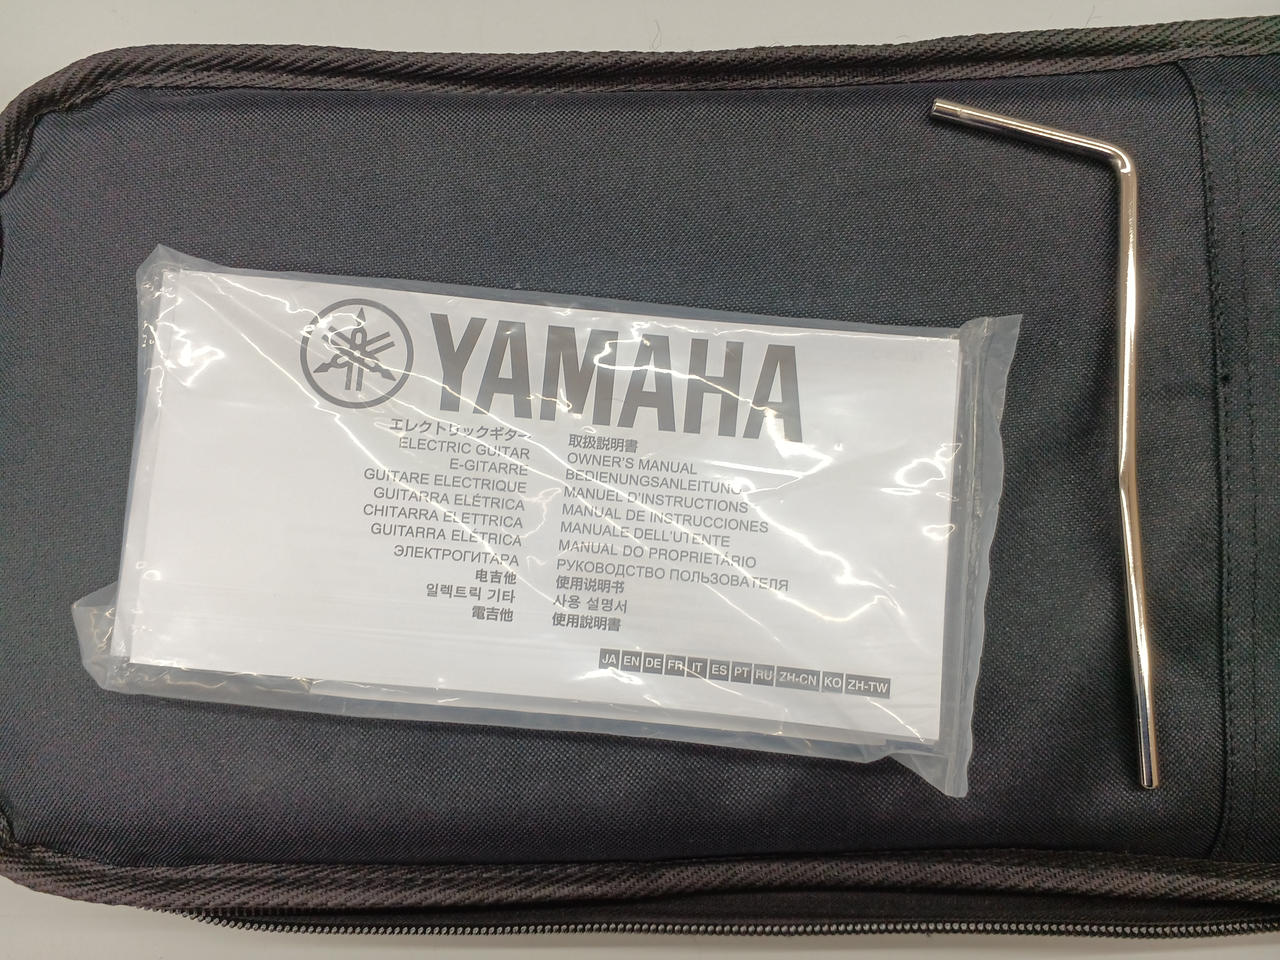 YAMAHA
エレクトリックギター 取扱説明書
ELECTRIC GUITAR OWNER'S MANUAL
E-GITARRE BEDIENUNGSANLEITUNG
GUITARE ELECTRIQUE MANUEL D'INSTRUCTIONS
GUITARRA ELÉTRICA MANUAL DE INSTRUCCIONES
CHITARRA ELETTRICA MANUALE DELL'UTENTE
GUITARRA ELÉTRICA MANUAL DO PROPRIETÁRIO
ЭЛЕКТРОГИТАРА РУКОВОДСТВО ПОЛЬЗОВАТЕЛЯ
电吉他 使用说明书
일렉트릭 기타 사용 설명서
電吉他 使用說明書
JA EN DE FR IT ES PT RU ZH-CN KO ZH-TW